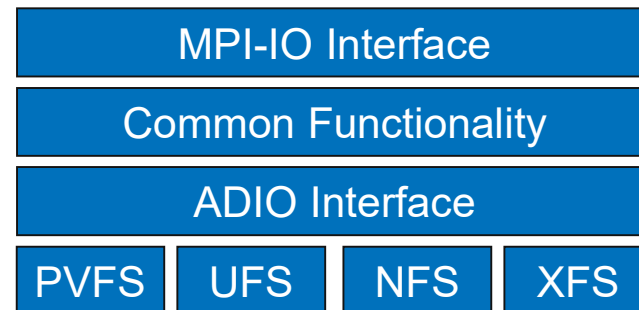 MPI-IO Interface
Common Functionality
ADIO Interface
PVFS UFS NFS XFS